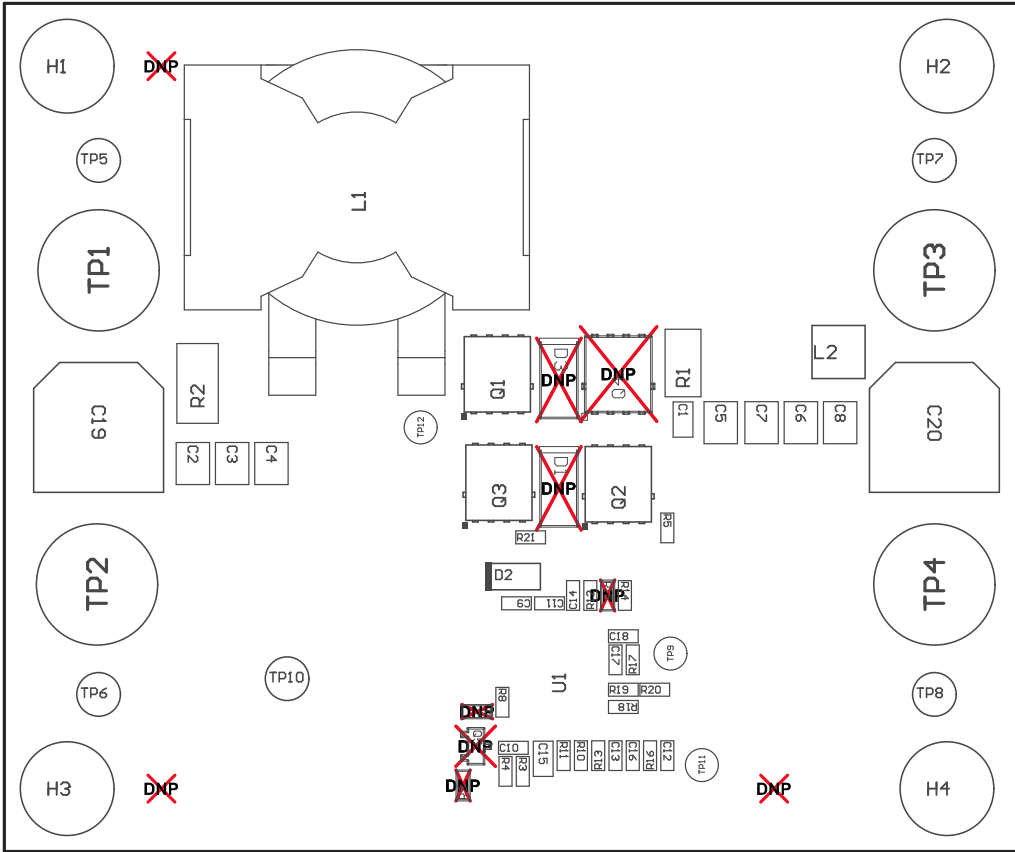 H1
DNP
H2
TP5
TP7
L1
TP1
TP3
Q1
D3
DNP
DNP
R1
L2
R2
C19
TP12
C1
C5
C7
C6
C8
C20
C2
C3
C4
Q3
D1
DNP
Q2
R5
R21
D2
C9
C11
C14
DNP
TP2
TP4
C18
C17
R17
TP9
TP10
U1
R19
R20
R18
TP6
TP8
R8
DNP
DNP
C10
C15
R11
R10
R13
C13
C16
R16
C12
TP11
R4
R3
DNP
H3
DNP
DNP
H4